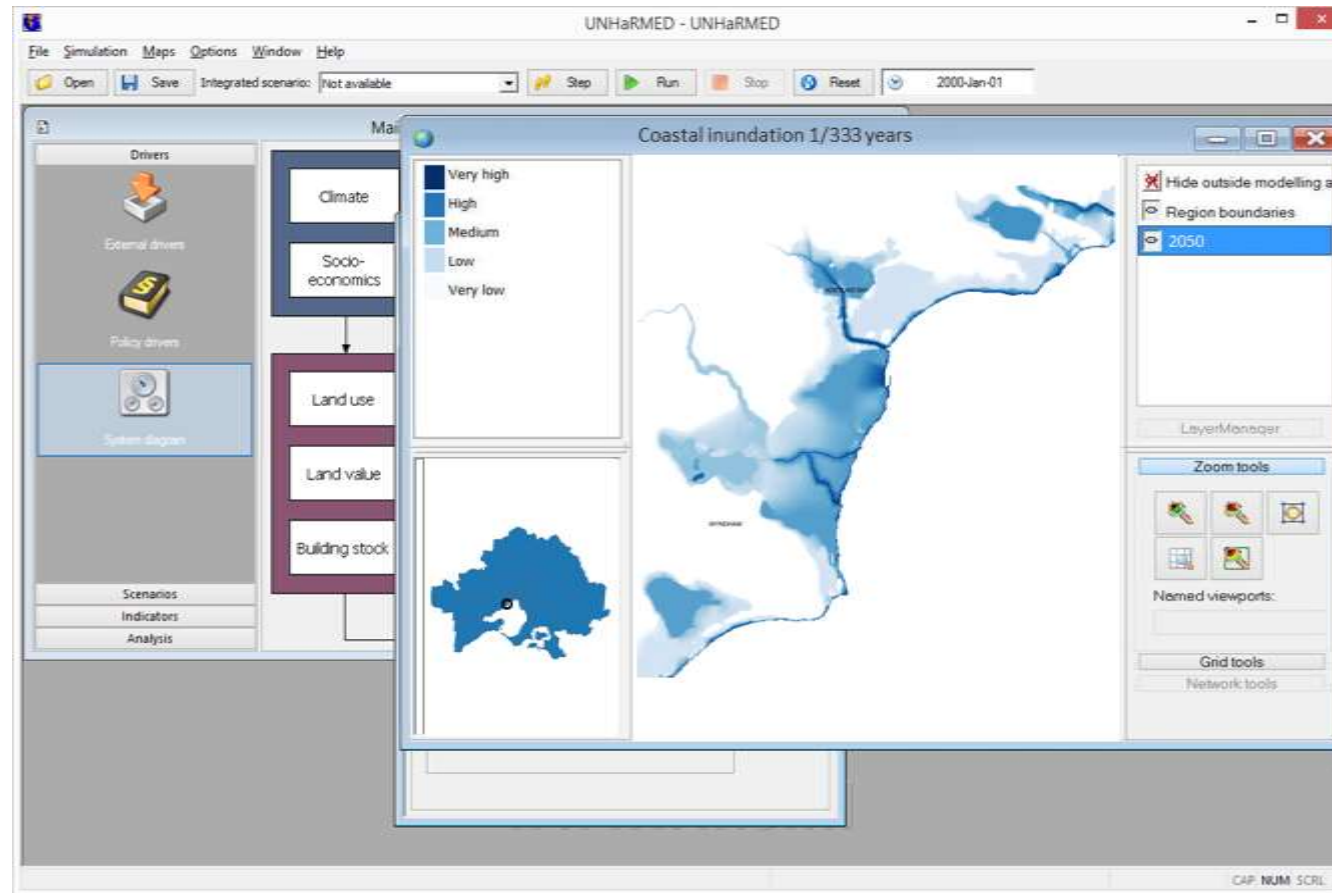 UNHaRMED - UNHaRMED
File Simulation Maps Options Window Help
Open Save Integrated scenario: Not available Step Run Stop Reset 2000-Jan-01
Mai
Drivers
External drivers
Policy drivers
System diagram
Scenarios
Indicators
Analysis
Climate
Socio-
economics
Land use
Land value
Building stock
Coastal inundation 1/333 years
Very high
High
Medium
Low
Very low
WYNDHAM
Hide outside modelling a
Region boundaries
2050
LayerManager
Zoom tools
Named viewports:
Grid tools
Network tools
CAP NUM SCRL